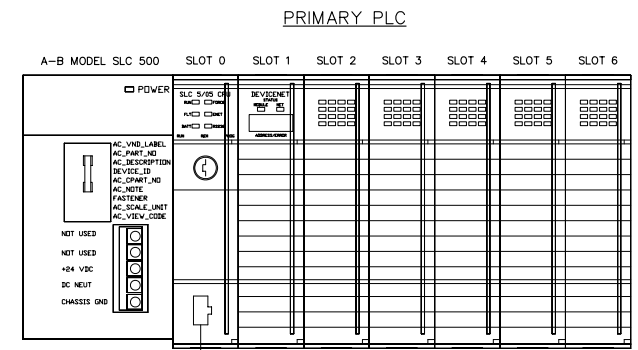 PRIMARY PLC
A-B MODEL SLC 500 SLOT 0 SLOT 1 SLOT 2 SLOT 3 SLOT 4 SLOT 5 SLOT 6
POWER
SLC 5/05 CPU
RUN FORCE
FLT ENET
BATT RS232
RUN REM PROG
DEVICENET
STATUS
MODULE NET
ADDRESS/ERROR
AC_VND_LABEL
AC_PART_NO
AC_DESCRIPTION
DEVICE_ID
AC_CPART_NO
AC_NOTE
FASTENER
AC_SCALE_UNIT
AC_VIEW_CODE
NOT USED
NOT USED
+24 VDC
DC NEUT
CHASSIS GND